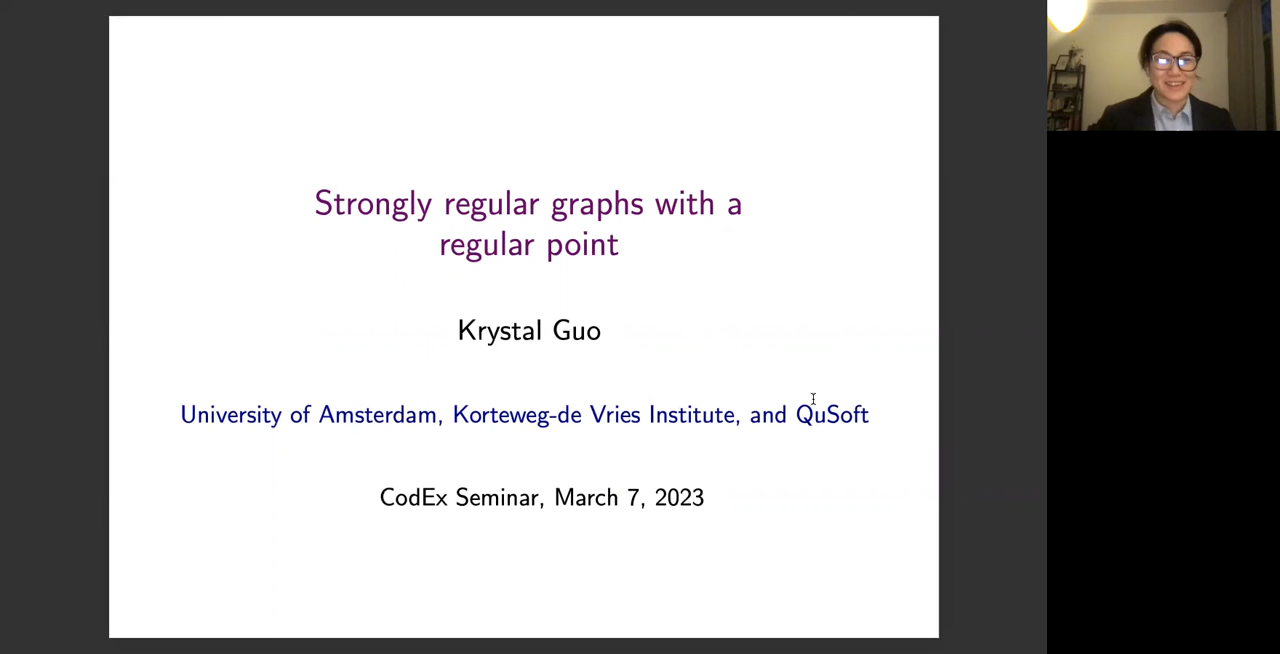 Strongly regular graphs with a
regular point
Krystal Guo
University of Amsterdam, Korteweg-de Vries Institute, and QuSoft
CodEx Seminar, March 7, 2023